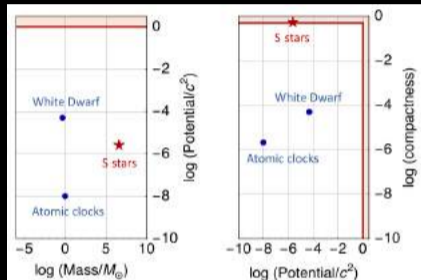 0
−2
−4
−6
−8
−10
−5
0
5
10
log (Mass/M⊙)
log (Potential/c²)
White Dwarf
S stars
Atomic clocks
0
−2
−4
−6
−8
−10
−10
−8
−6
−4
−2
0
log (Potential/c²)
log (compactness)
S stars
White Dwarf
Atomic clocks